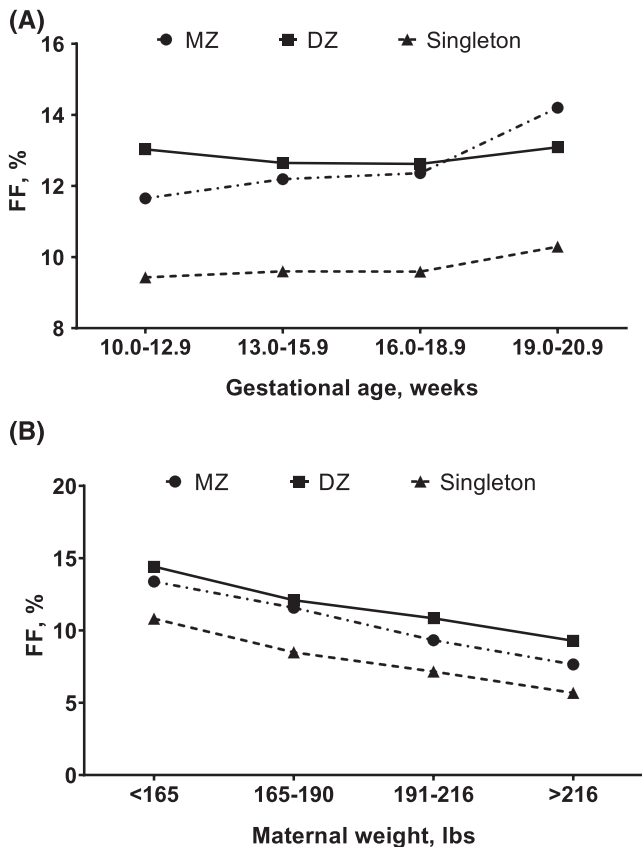 (A)
MZ DZ Singleton
16
14
12
10
8
FF, %
10.0-12.9 13.0-15.9 16.0-18.9 19.0-20.9
Gestational age, weeks
(B)
MZ DZ Singleton
20
15
10
5
0
FF, %
<165 165-190 191-216 >216
Maternal weight, lbs